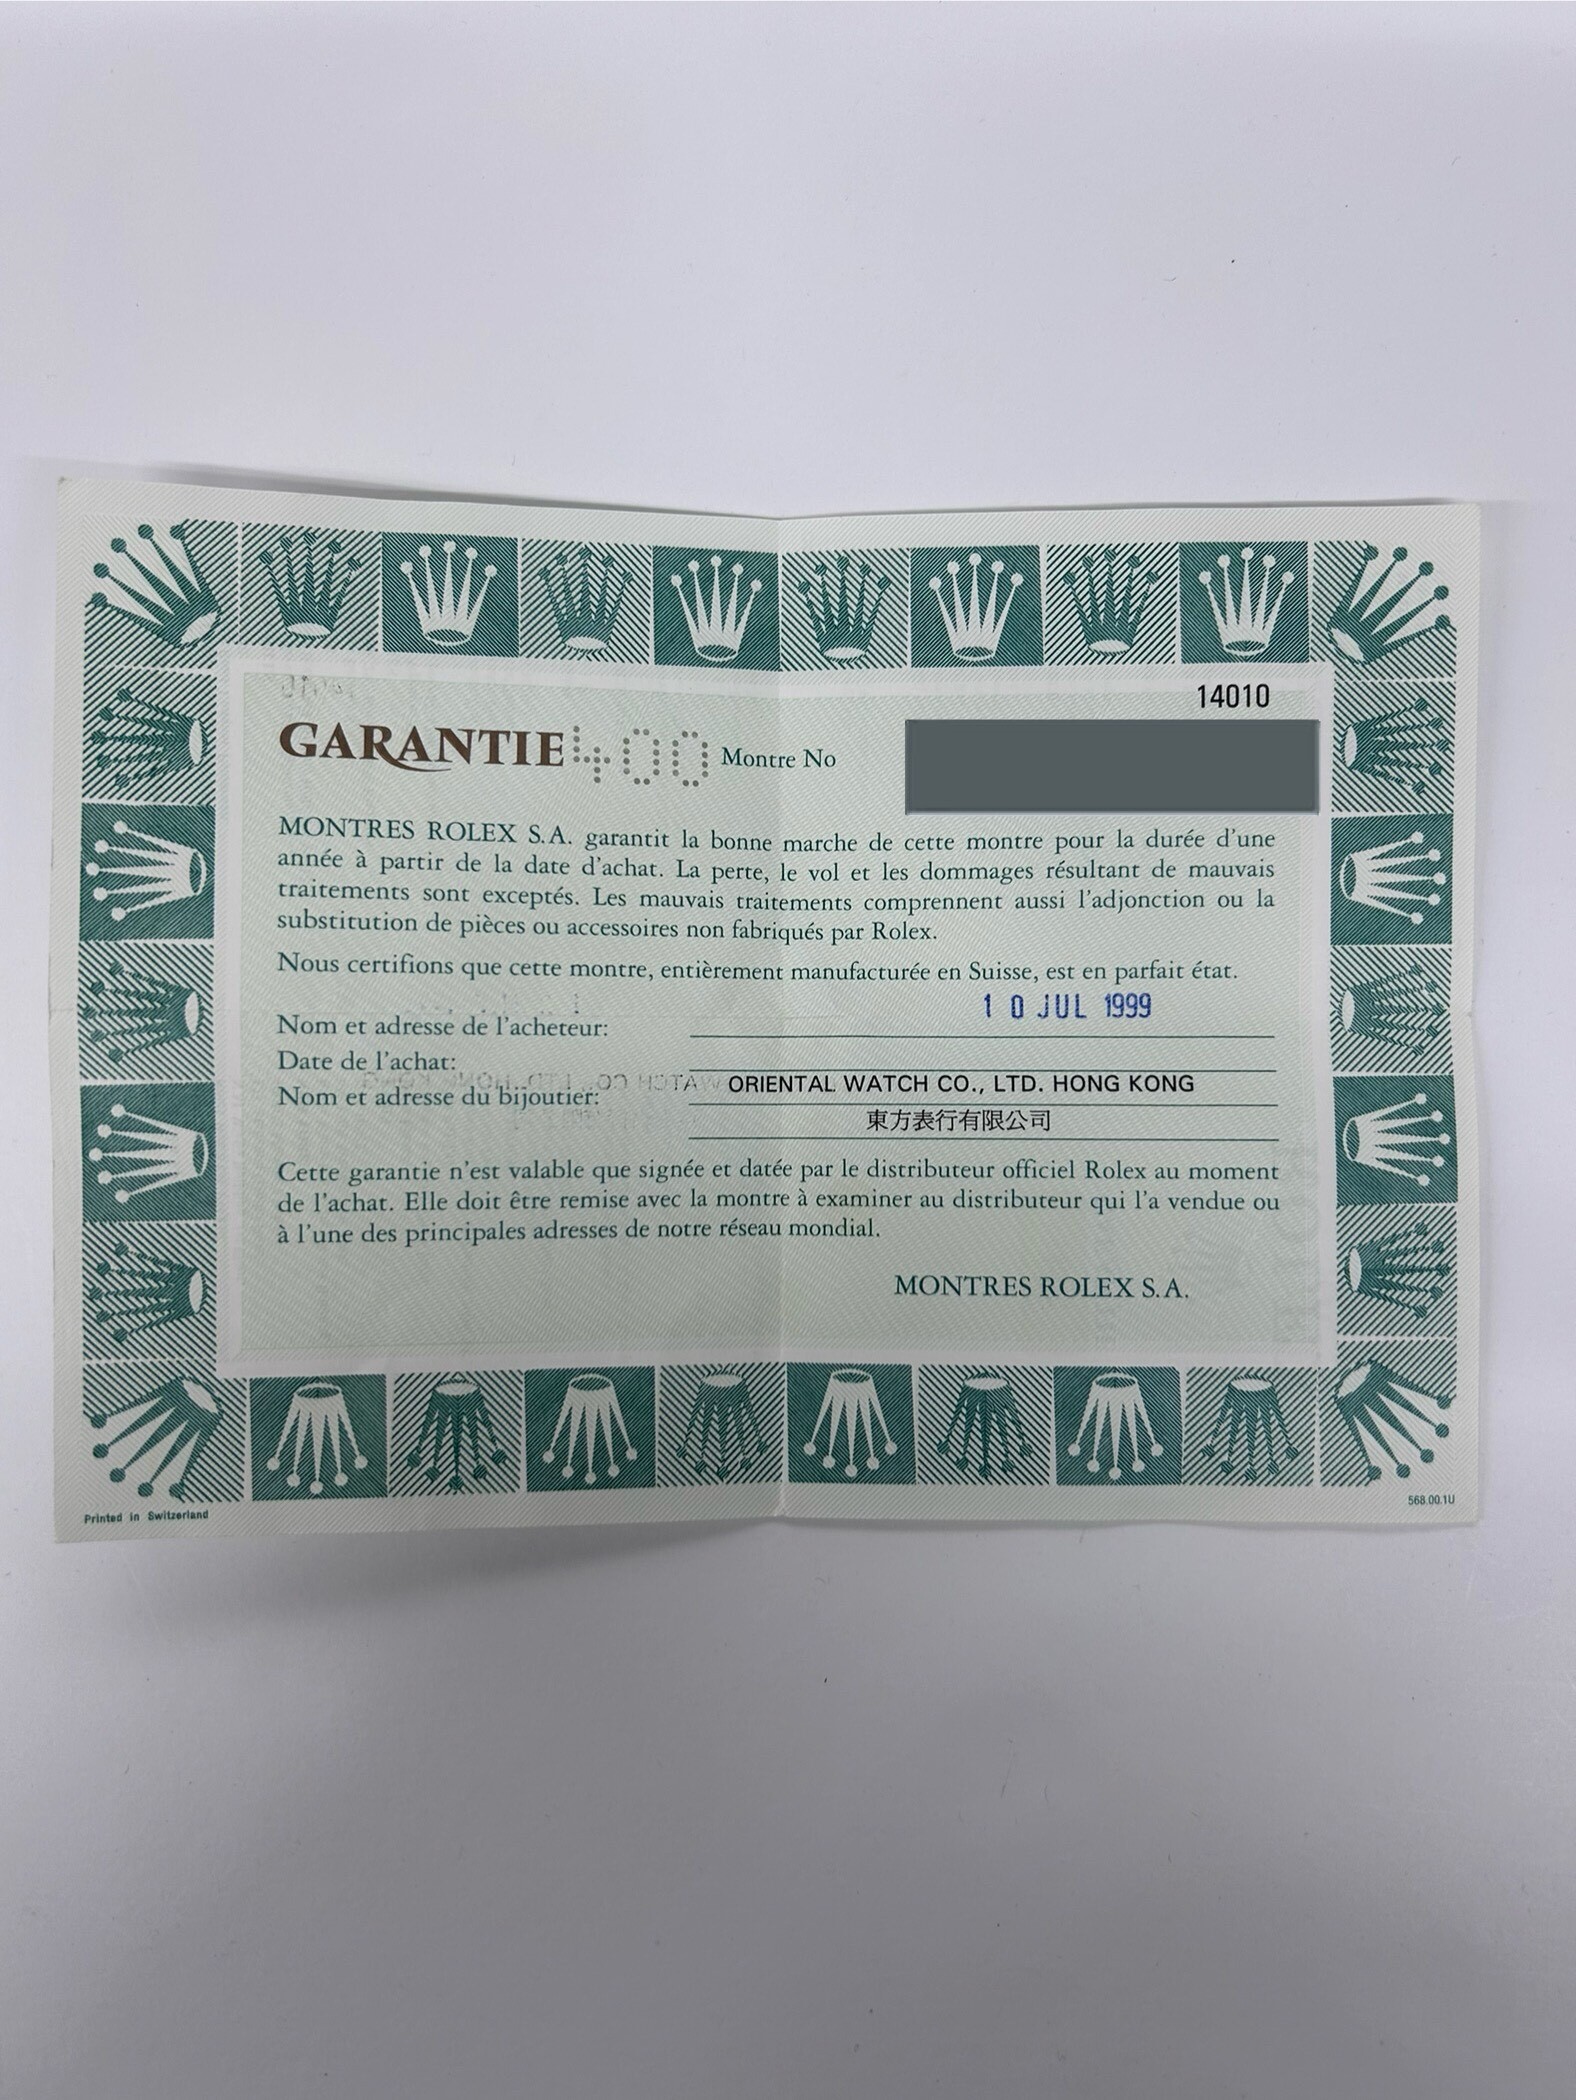 14010
GARANTIE 400 Montre No
MONTRES ROLEX S.A. garantit la bonne marche de cette montre pour la durée d'une
année à partir de la date d'achat. La perte, le vol et les dommages résultant de mauvais
traitements sont exceptés. Les mauvais traitements comprennent aussi l'adjonction ou la
substitution de pièces ou accessoires non fabriqués par Rolex.
Nous certifions que cette montre, entièrement manufacturée en Suisse, est en parfait état.
10 JUL 1999
Nom et adresse de l'acheteur:
Date de l'achat:
Nom et adresse du bijoutier: ORIENTAL WATCH CO., LTD. HONG KONG
東方表行有限公司
Cette garantie n'est valable que signée et datée par le distributeur officiel Rolex au moment
de l'achat. Elle doit être remise avec la montre à examiner au distributeur qui l'a vendue ou
à l'une des principales adresses de notre réseau mondial.
MONTRES ROLEX S.A.
Printed in Switzerland
568.00.1U